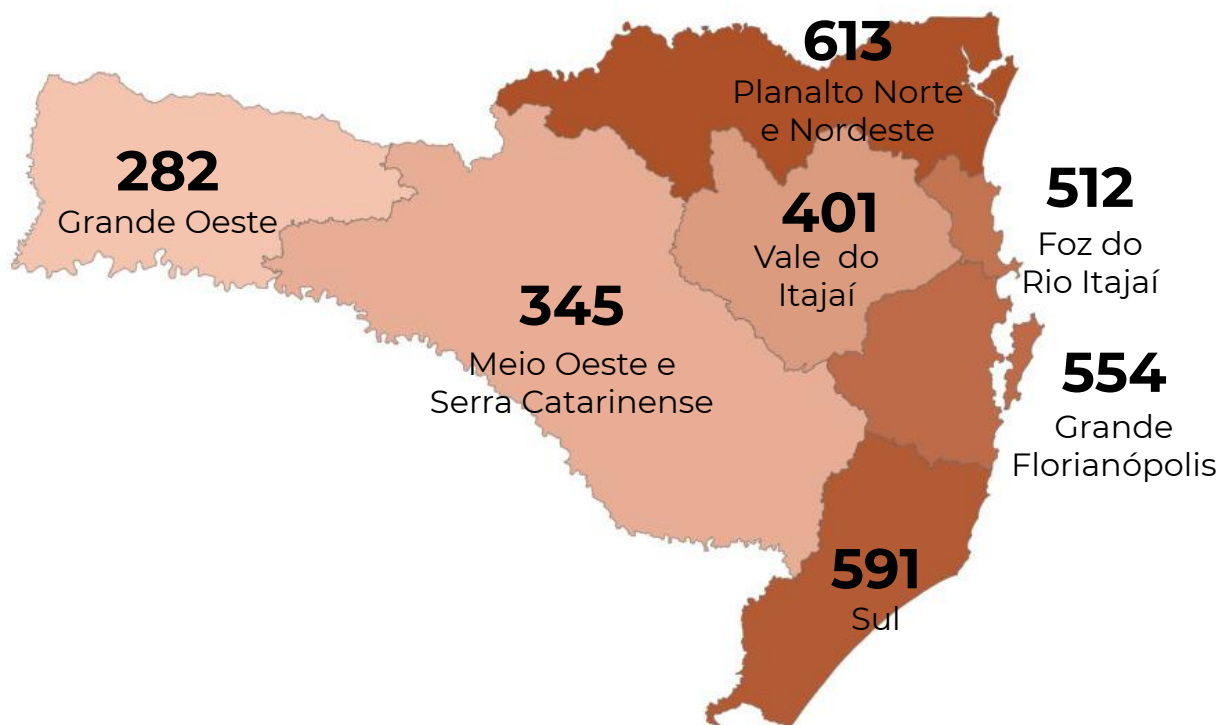 613
Planalto Norte
e Nordeste
282
Grande Oeste
401
Vale do
Itajaí
512
Foz do
Rio Itajaí
345
Meio Oeste e
Serra Catarinense
554
Grande
Florianópolis
591
Sul